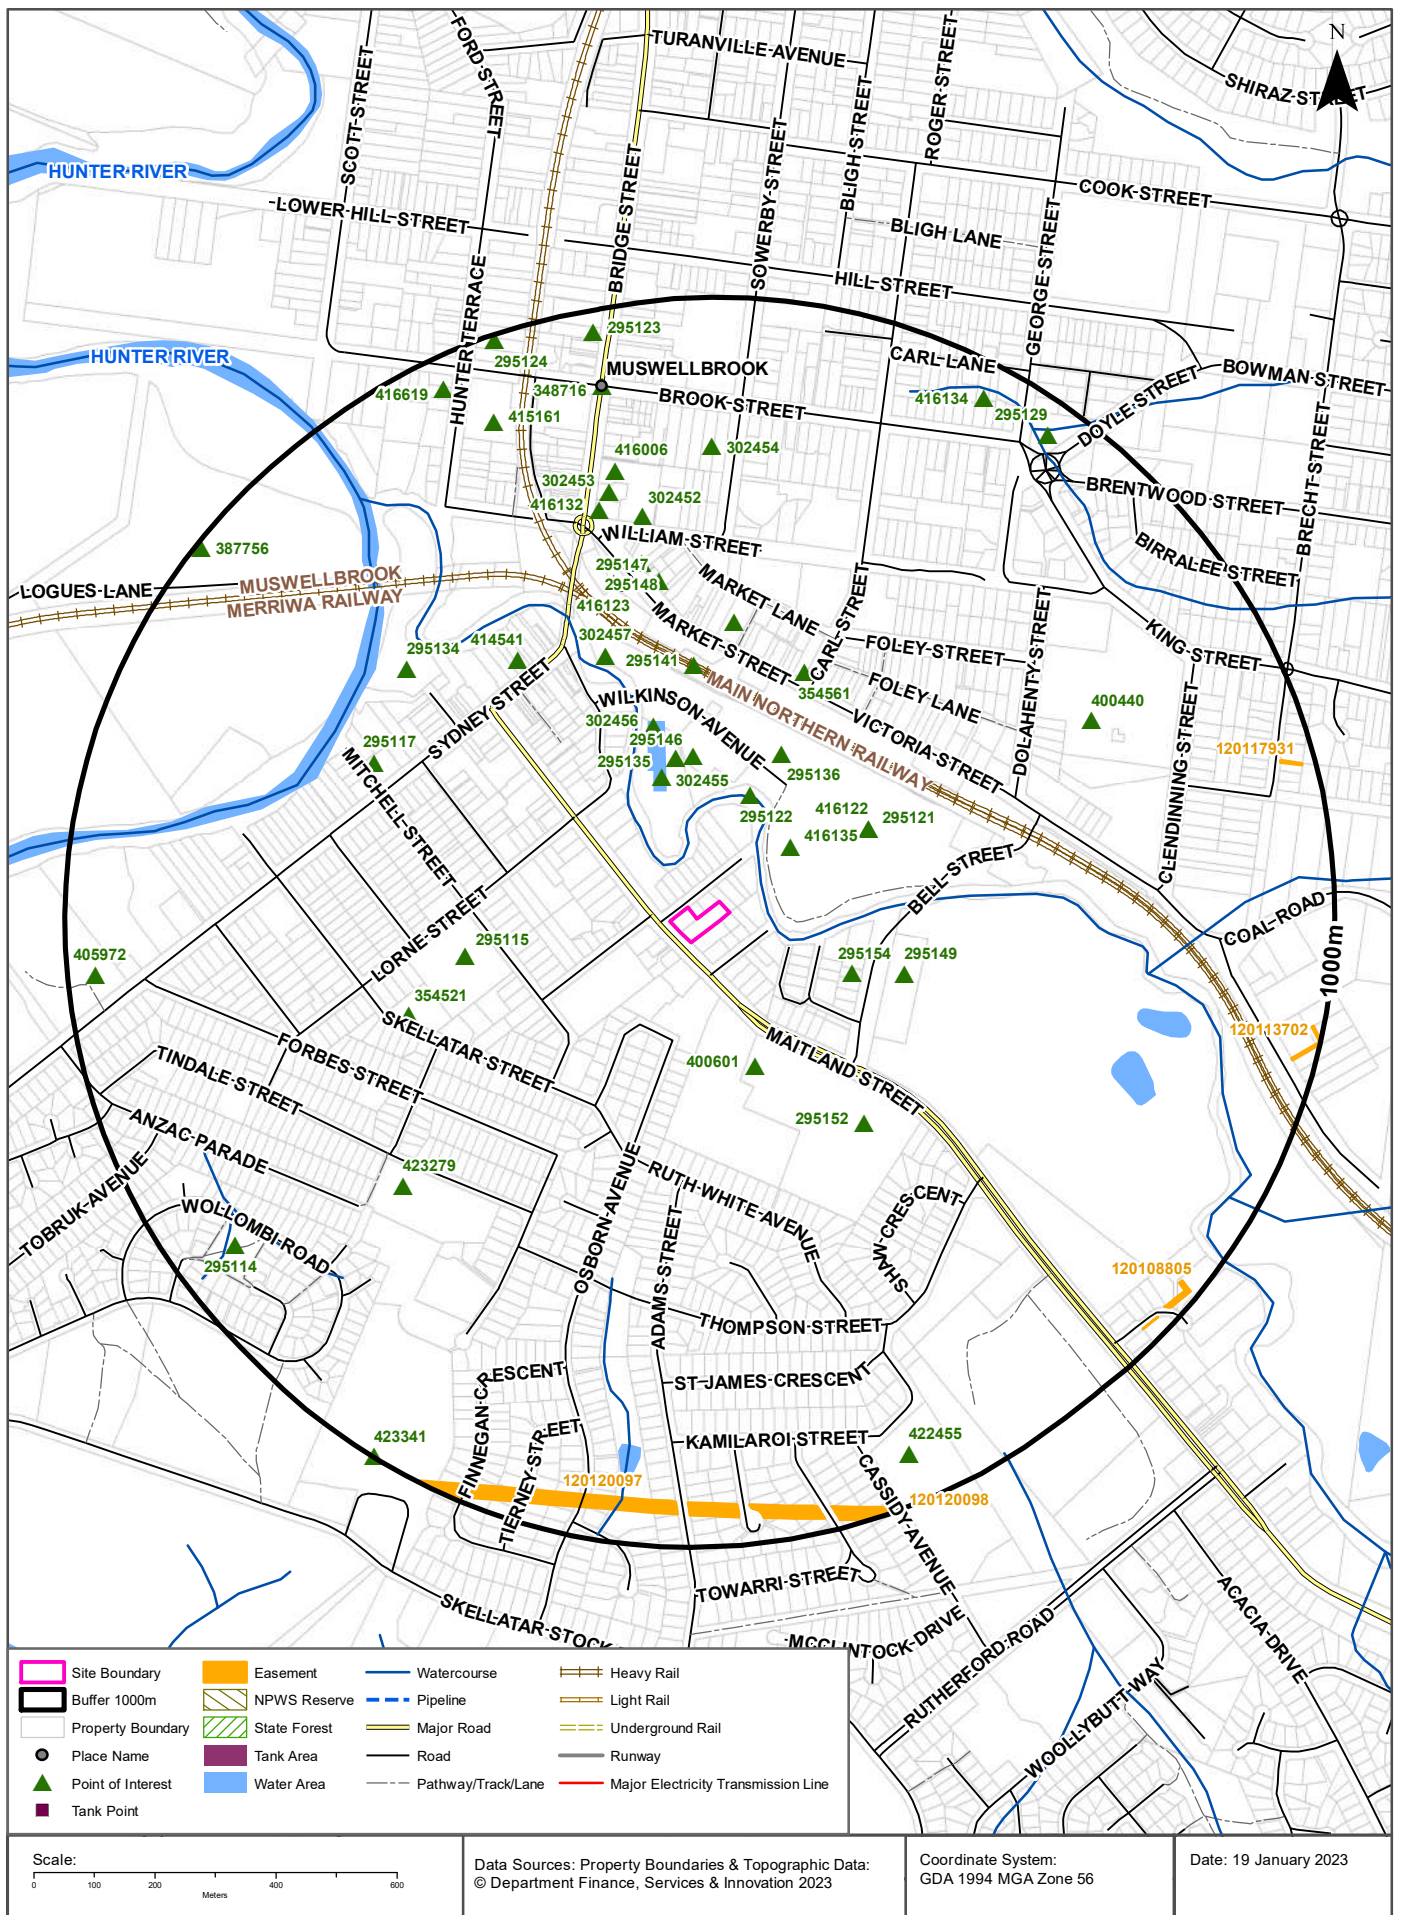 N
FORD STREET
TURANVILLE AVENUE
ROGER STREET
SHIRAZ STREET
SCOTT STREET
BLIGH STREET
HUNTER RIVER
SOWERBY STREET
BRIDGE STREET
COOK STREET
LOWER HILL STREET
BLIGH LANE
GEORGE STREET
HILL STREET
HUNTER TERRACE
295123
HUNTER RIVER
295124
MUSWELLBROOK
CARL LANE
BOWMAN STREET
416619
348716
BROOK STREET
416134
295129
DOYLE STREET
415161
416006
302454
BRECHT STREET
302453
302452
BRENTWOOD STREET
416132
WILLIAM STREET
BIRRALEE STREET
387756
295147
MARKET LANE
LOGUES LANE
MUSWELLBROOK
MERRIWA RAILWAY
295148
CARL STREET
416123
MARKET STREET
DOLAHENTY STREET
KING STREET
302457
FOLEY STREET
295134
414541
295141
MAIN NORTHERN RAILWAY
354561
FOLEY LANE
SYDNEY STREET
WILKINSON AVENUE
400440
CLENDINNING STREET
302456
VICTORIA STREET
295117
295146
120117931
MITCHELL STREET
295135
295136
302455
295122
416122
295121
416135
BELL STREET
LORNE STREET
COAL ROAD
295115
1000m
405972
295154
295149
354521
SKELLATAR STREET
120113702
FORBES STREET
MAITLAND STREET
TINDALE STREET
400601
295152
ANZAC PARADE
423279
RUTH WHITE AVENUE
OSBORN AVENUE
TOBRUK AVENUE
WOLLOMBI ROAD
SHAW CRESCENT
ADAMS STREET
295114
120108805
THOMPSON STREET
FINNEGAN CRESCENT
ST JAMES CRESCENT
TIERNEY STREET
423341
KAMILAROI STREET
422455
120120097
CASSIDY AVENUE
120120098
TOWARRI STREET
ACACIA DRIVE
SKELLATAR STOCK
MCCLINTOCK DRIVE
RUTHERFORD ROAD
WOOLLYBUTT WAY
Site Boundary
Buffer 1000m
Property Boundary
Place Name
Point of Interest
Tank Point
Easement
NPWS Reserve
State Forest
Tank Area
Water Area
Watercourse
Pipeline
Major Road
Road
Pathway/Track/Lane
Heavy Rail
Light Rail
Underground Rail
Runway
Major Electricity Transmission Line
Scale:
0 100 200 400 600
Meters
Data Sources: Property Boundaries & Topographic Data:
© Department Finance, Services & Innovation 2023
Coordinate System:
GDA 1994 MGA Zone 56
Date: 19 January 2023